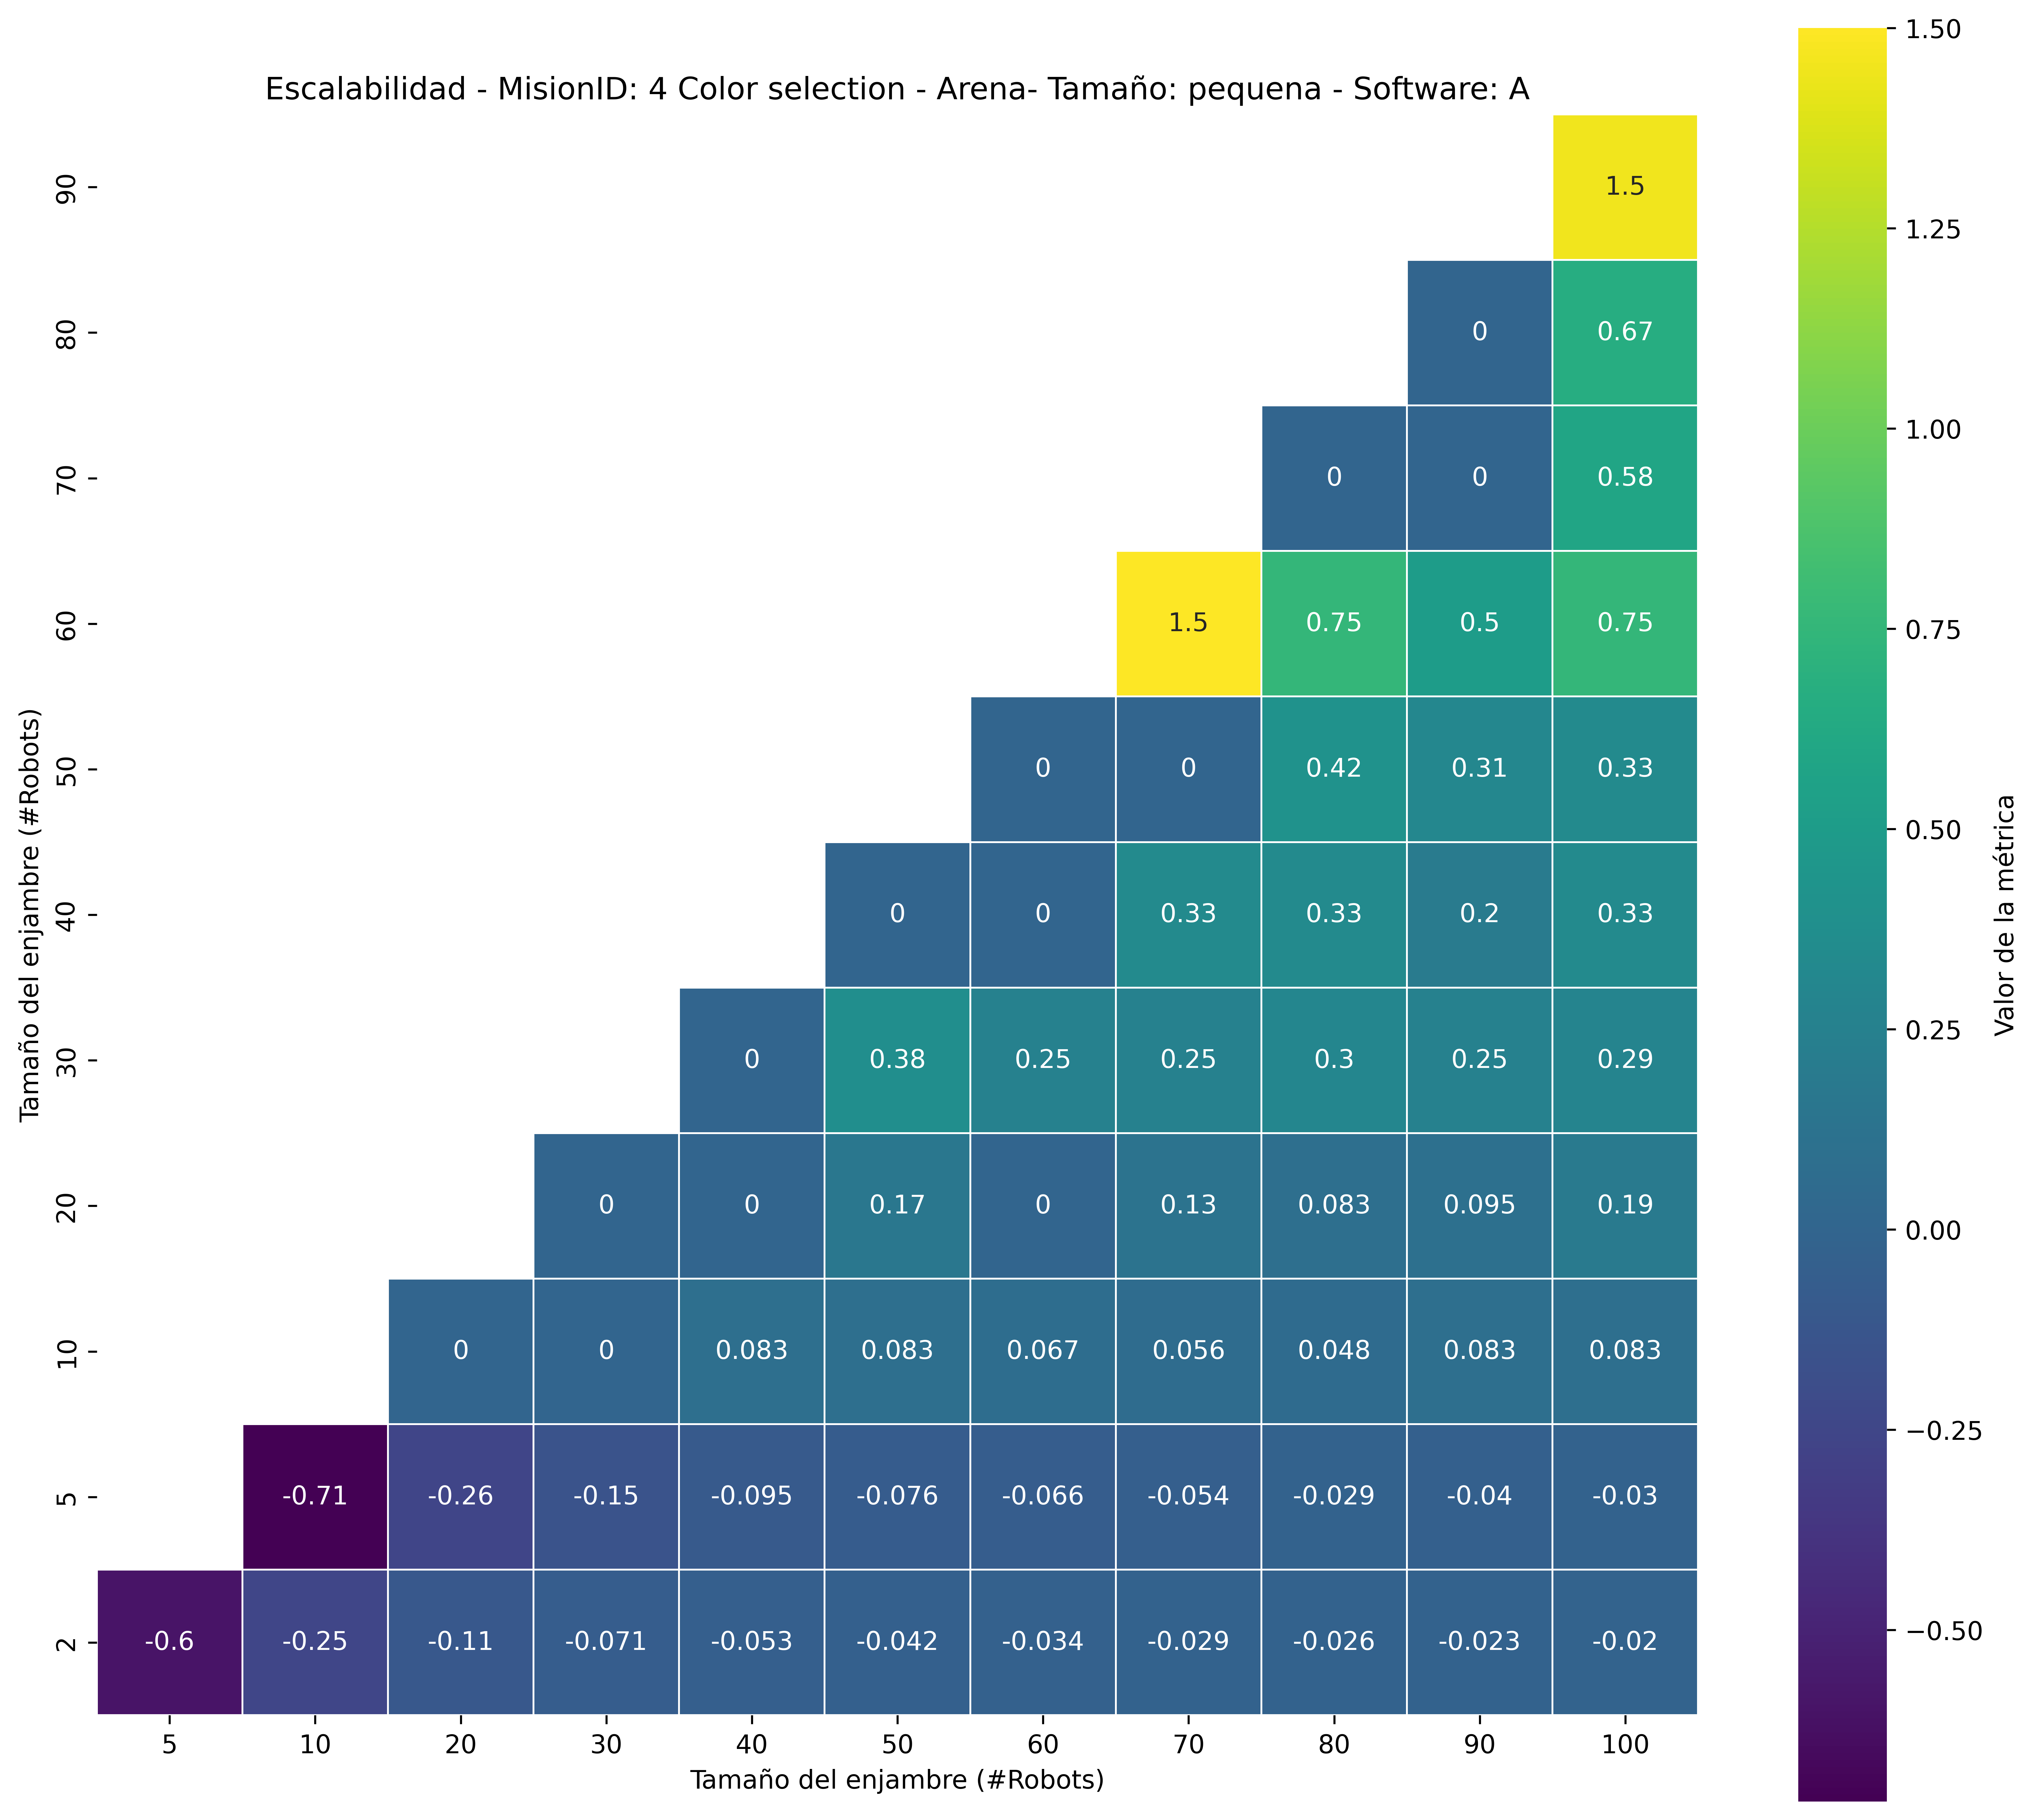 Escalabilidad - MisionID: 4 Color selection - Arena- Tamaño: pequena - Software: A
90 1.5
80 0 0.67
70 0 0 0.58
60 1.5 0.75 0.5 0.75
50 0 0 0.42 0.31 0.33
40 0 0 0.33 0.33 0.2 0.33
30 0 0.38 0.25 0.25 0.3 0.25 0.29
20 0 0 0.17 0 0.13 0.083 0.095 0.19
10 0 0 0.083 0.083 0.067 0.056 0.048 0.083 0.083
5 -0.71 -0.26 -0.15 -0.095 -0.076 -0.066 -0.054 -0.029 -0.04 -0.03
2 -0.6 -0.25 -0.11 -0.071 -0.053 -0.042 -0.034 -0.029 -0.026 -0.023 -0.02
5 10 20 30 40 50 60 70 80 90 100
Tamaño del enjambre (#Robots)
Tamaño del enjambre (#Robots)
1.50
1.25
1.00
0.75
0.50
0.25
0.00
−0.25
−0.50
Valor de la métrica